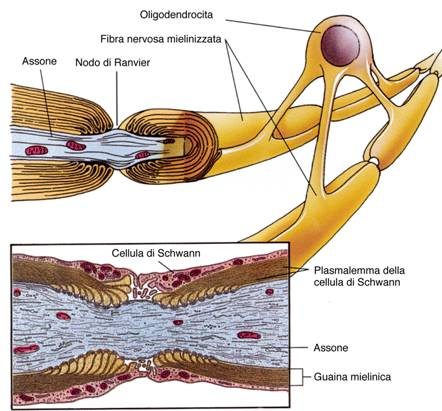 Oligodendrocita
Fibra nervosa mielinizzata
Assone
Nodo di Ranvier
Cellula di Schwann
Plasmalemma della
cellula di Schwann
Assone
Guaina mielinica